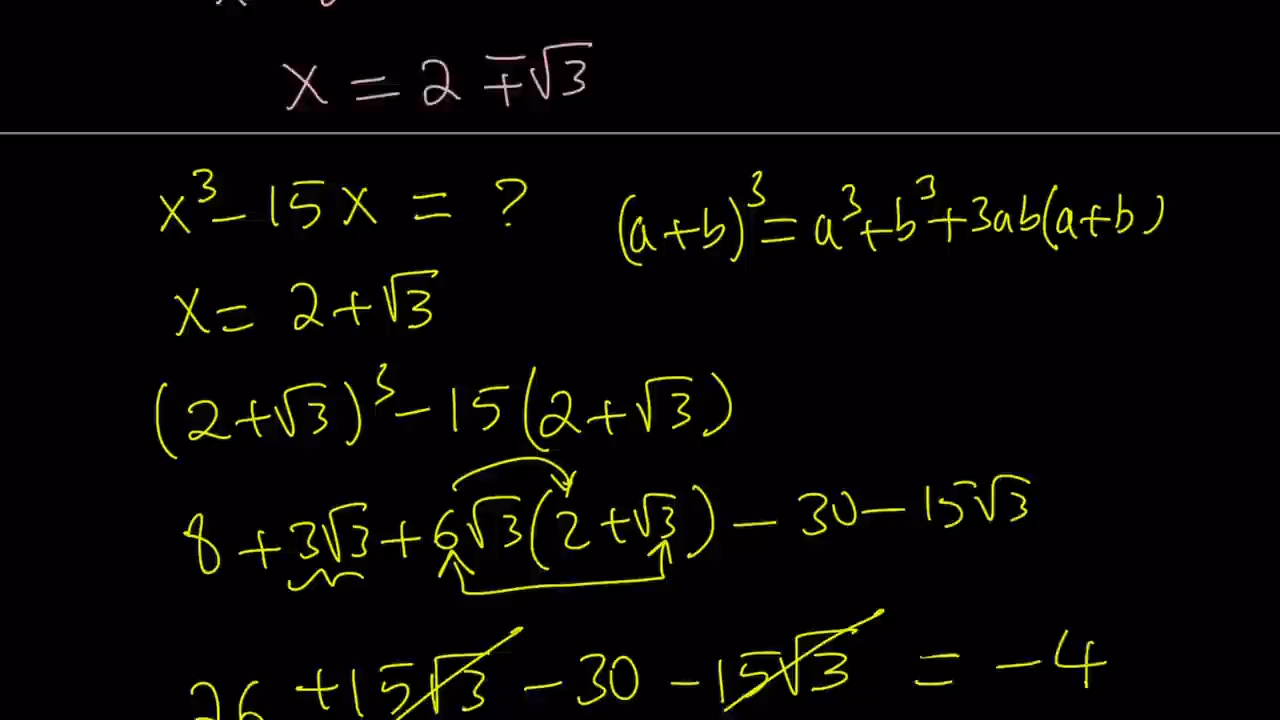 x = 2 ∓√3
x³ - 15x = ? (a+b)³ = a³+b³+3ab(a+b)
x = 2+√3
(2+√3)³ - 15(2+√3)
8 + 3√3 + 6√3(2+√3) - 30 - 15√3
26 + 15√3 - 30 - 15√3 = -4